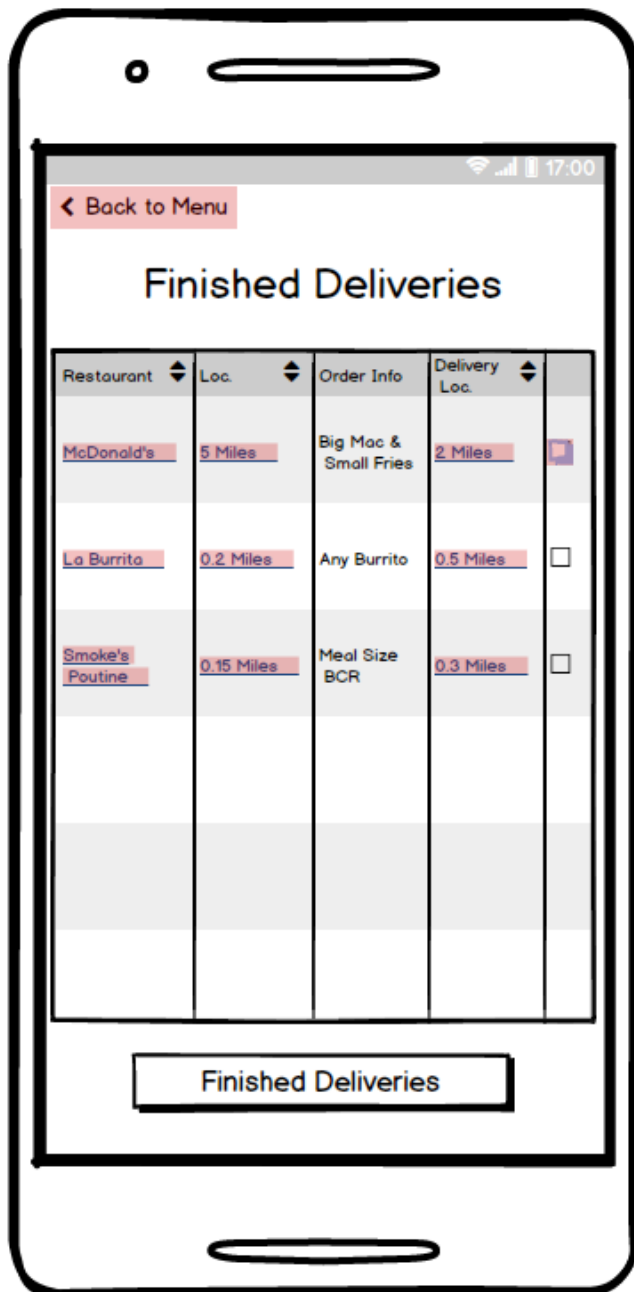 17:00
Back to Menu
Finished Deliveries
Restaurant Loc. Order Info Delivery
Loc.
McDonald's 5 Miles Big Mac &
Small Fries 2 Miles
La Burrita 0.2 Miles Any Burrito 0.5 Miles
Smoke's
Poutine 0.15 Miles Meal Size
BCR 0.3 Miles
Finished Deliveries